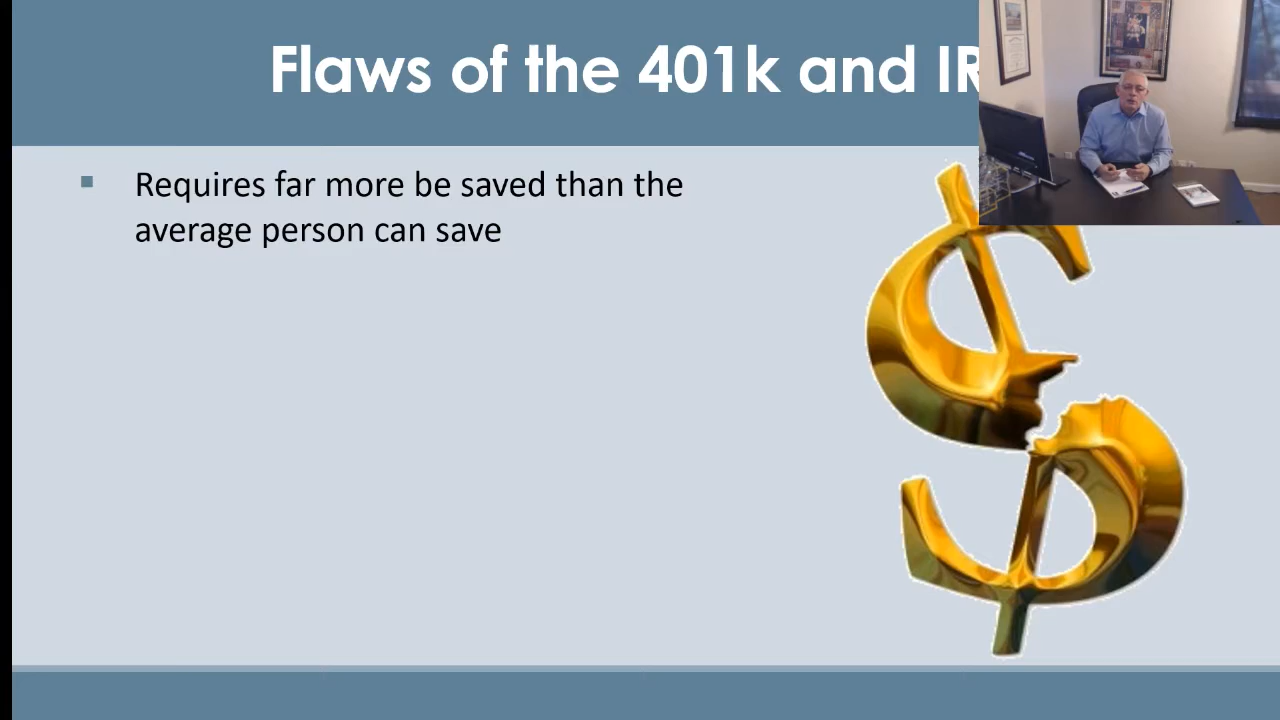 Flaws of the 401k and IR
Requires far more be saved than the
average person can save